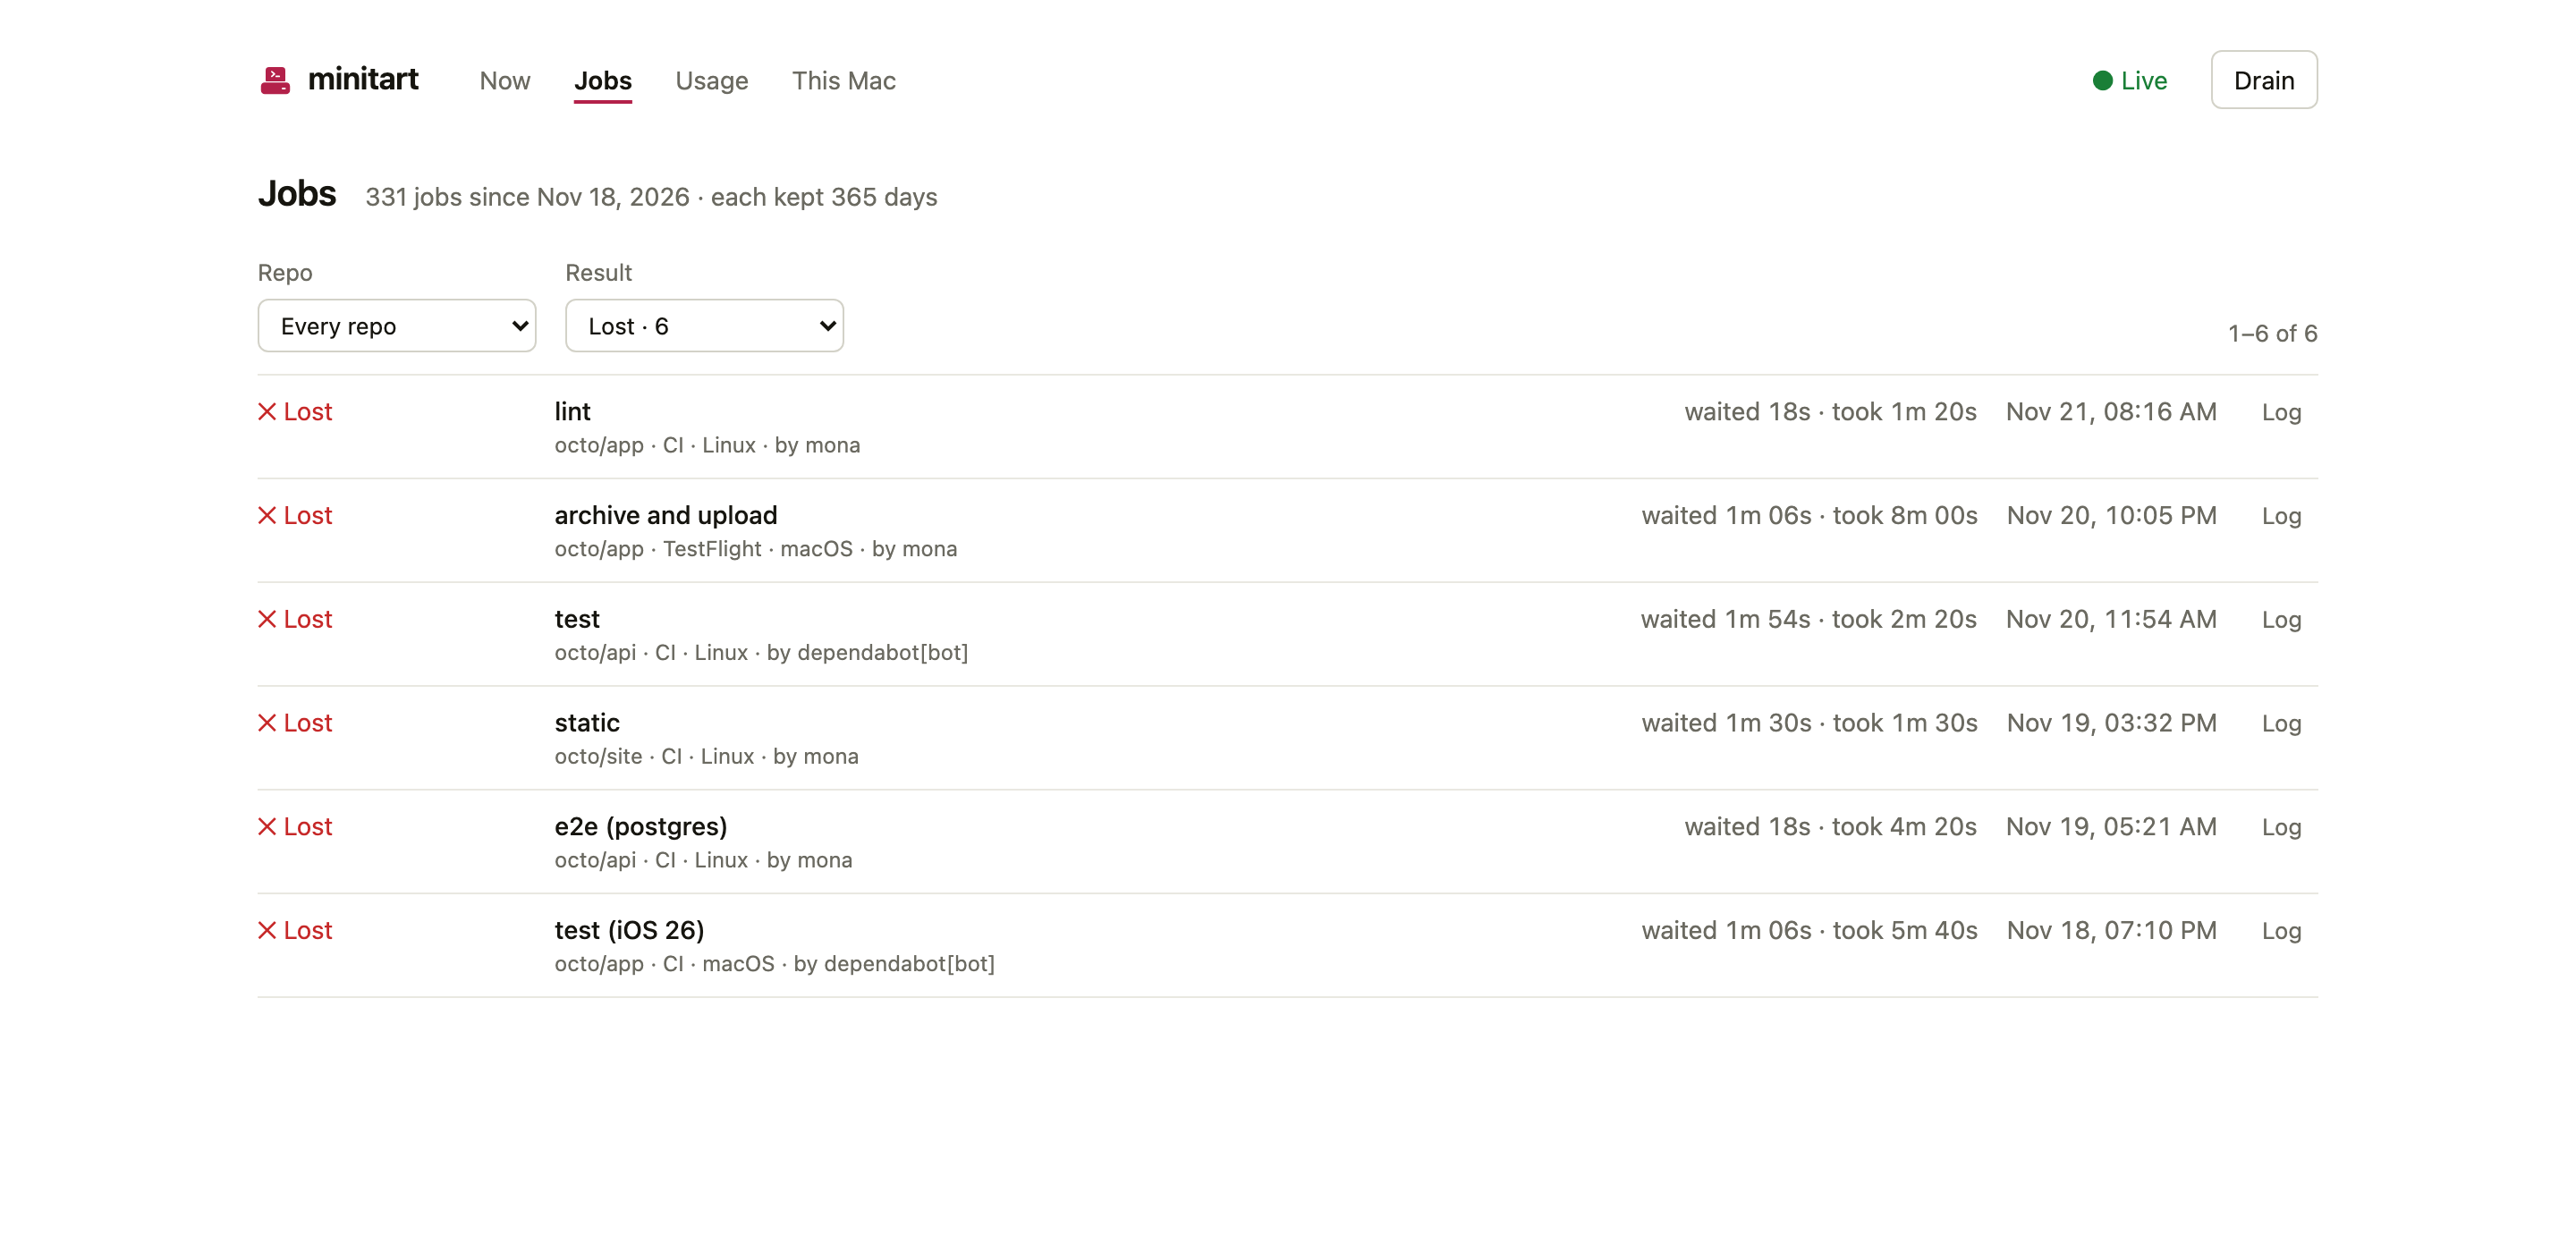 minitart Now Jobs Usage This Mac Live Drain
Jobs 331 jobs since Nov 18, 2026 · each kept 365 days
Repo Result
Every repo Lost · 6 1–6 of 6
Lost lint waited 18s · took 1m 20s Nov 21, 08:16 AM Log
octo/app · CI · Linux · by mona
Lost archive and upload waited 1m 06s · took 8m 00s Nov 20, 10:05 PM Log
octo/app · TestFlight · macOS · by mona
Lost test waited 1m 54s · took 2m 20s Nov 20, 11:54 AM Log
octo/api · CI · Linux · by dependabot[bot]
Lost static waited 1m 30s · took 1m 30s Nov 19, 03:32 PM Log
octo/site · CI · Linux · by mona
Lost e2e (postgres) waited 18s · took 4m 20s Nov 19, 05:21 AM Log
octo/api · CI · Linux · by mona
Lost test (iOS 26) waited 1m 06s · took 5m 40s Nov 18, 07:10 PM Log
octo/app · CI · macOS · by dependabot[bot]